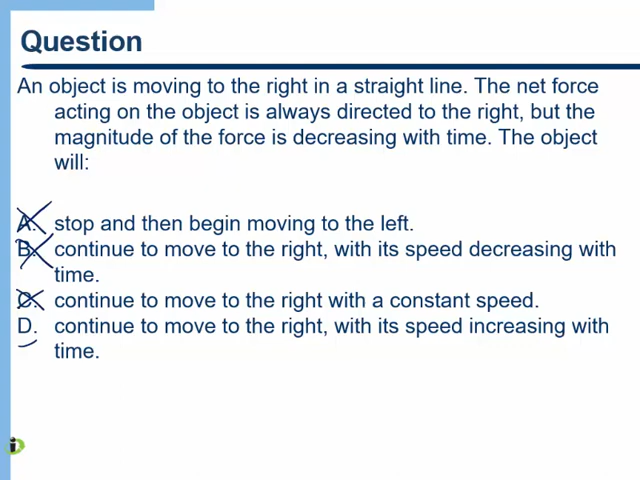 Question
An object is moving to the right in a straight line. The net force
acting on the object is always directed to the right, but the
magnitude of the force is decreasing with time. The object
will:
A. stop and then begin moving to the left.
B. continue to move to the right, with its speed decreasing with
time.
C. continue to move to the right with a constant speed.
D. continue to move to the right, with its speed increasing with
time.